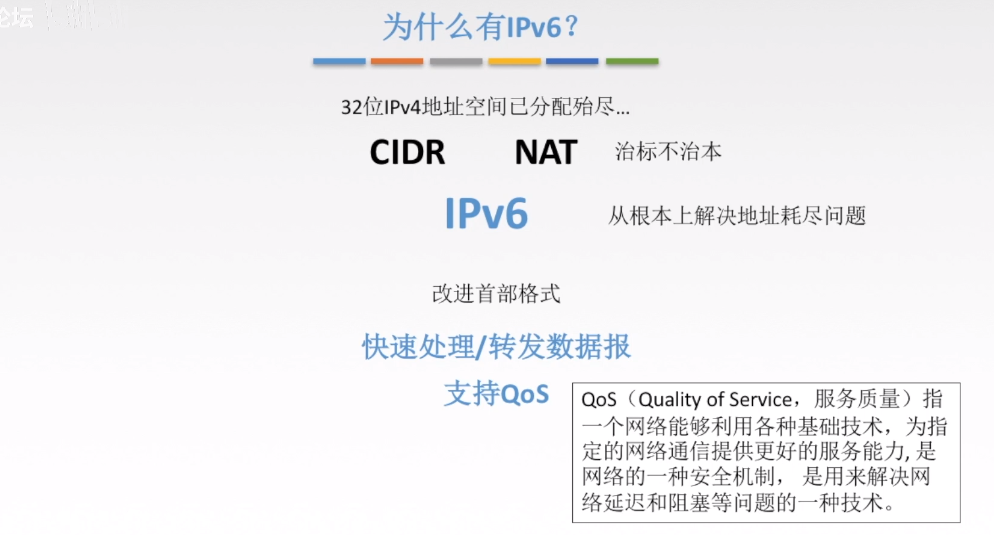 论坛
为什么有IPv6？
32位IPv4地址空间已分配殆尽…
CIDR NAT 治标不治本
IPv6 从根本上解决地址耗尽问题
改进首部格式
快速处理/转发数据报
支持QoS
QoS（Quality of Service，服务质量）指
一个网络能够利用各种基础技术，为指
定的网络通信提供更好的服务能力, 是
网络的一种安全机制， 是用来解决网
络延迟和阻塞等问题的一种技术。